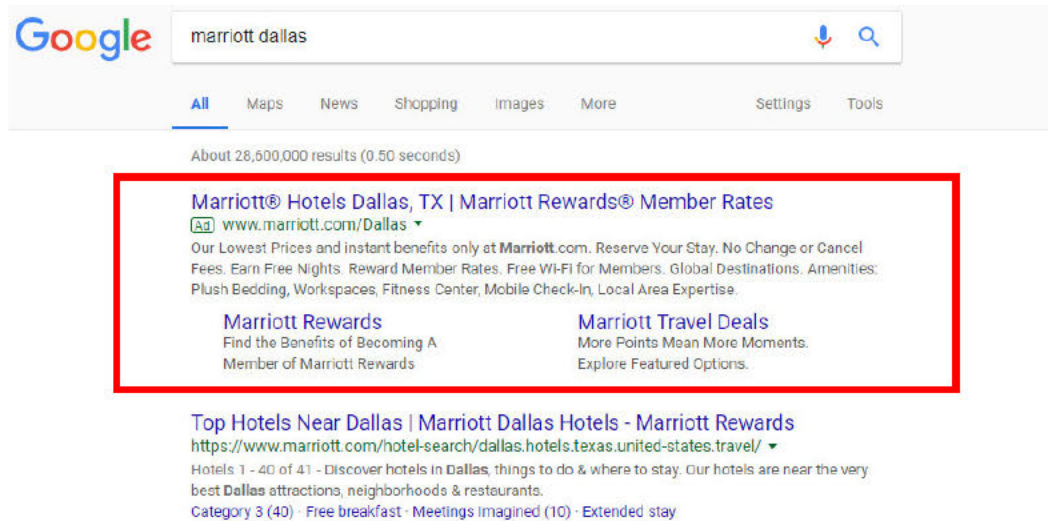 Google
marriott dallas
All Maps News Shopping Images More Settings Tools
About 28,600,000 results (0.50 seconds)
Marriott® Hotels Dallas, TX | Marriott Rewards® Member Rates
Ad www.marriott.com/Dallas
Our Lowest Prices and instant benefits only at Marriott.com. Reserve Your Stay. No Change or Cancel
Fees. Earn Free Nights. Reward Member Rates. Free Wi-Fi for Members. Global Destinations. Amenities:
Plush Bedding, Workspaces, Fitness Center, Mobile Check-In, Local Area Expertise.
Marriott Rewards
Find the Benefits of Becoming A
Member of Marriott Rewards
Marriott Travel Deals
More Points Mean More Moments.
Explore Featured Options.
Top Hotels Near Dallas | Marriott Dallas Hotels - Marriott Rewards
https://www.marriott.com/hotel-search/dallas.hotels.texas.united-states.travel/
Hotels 1 - 40 of 41 - Discover hotels in Dallas, things to do & where to stay. Our hotels are near the very
best Dallas attractions, neighborhoods & restaurants.
Category 3 (40) · Free breakfast · Meetings Imagined (10) · Extended stay